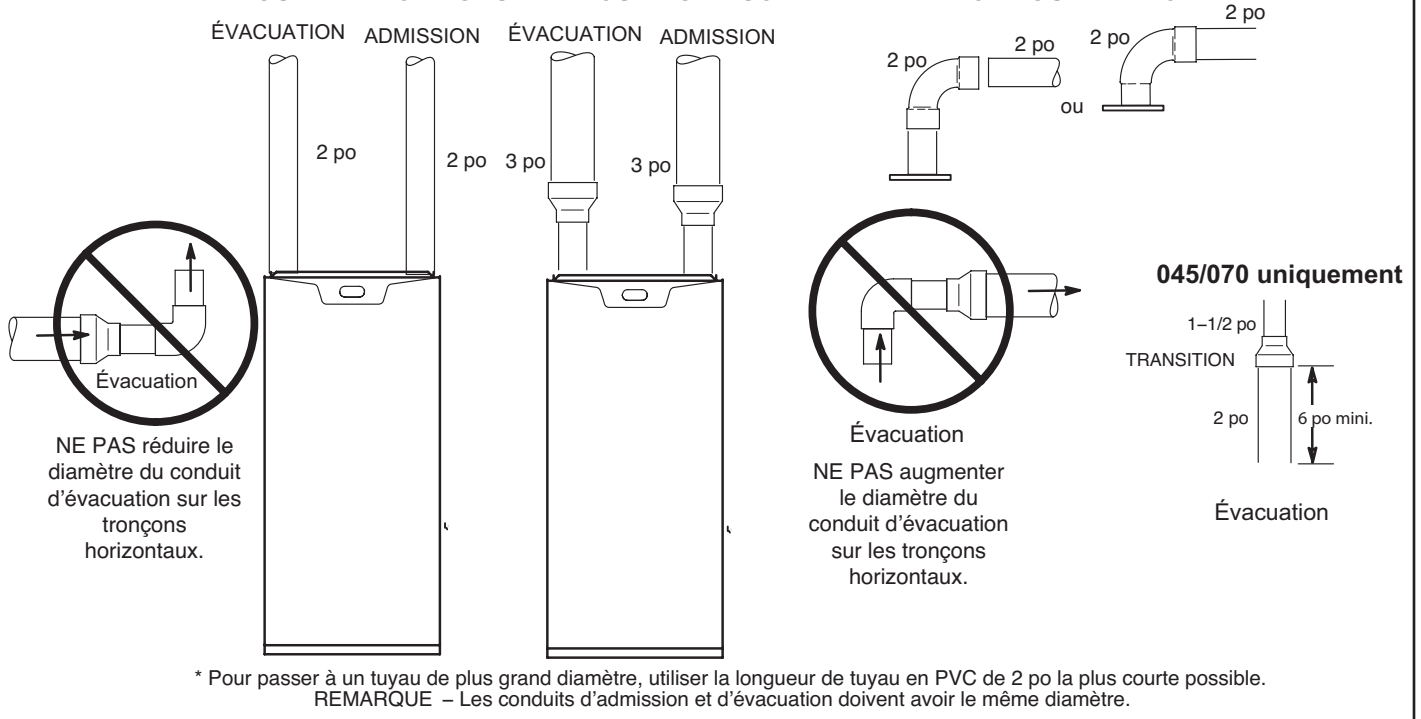 ÉVACUATION ADMISSION ÉVACUATION ADMISSION
2 po 2 po 3 po 3 po
2 po 2 po ou 2 po 2 po
Évacuation
NE PAS réduire le
diamètre du conduit
d'évacuation sur les
tronçons
horizontaux.
Évacuation
NE PAS augmenter
le diamètre du
conduit d'évacuation
sur les tronçons
horizontaux.
045/070 uniquement
1–1/2 po
TRANSITION
2 po 6 po mini.
Évacuation
* Pour passer à un tuyau de plus grand diamètre, utiliser la longueur de tuyau en PVC de 2 po la plus courte possible.
REMARQUE – Les conduits d'admission et d'évacuation doivent avoir le même diamètre.